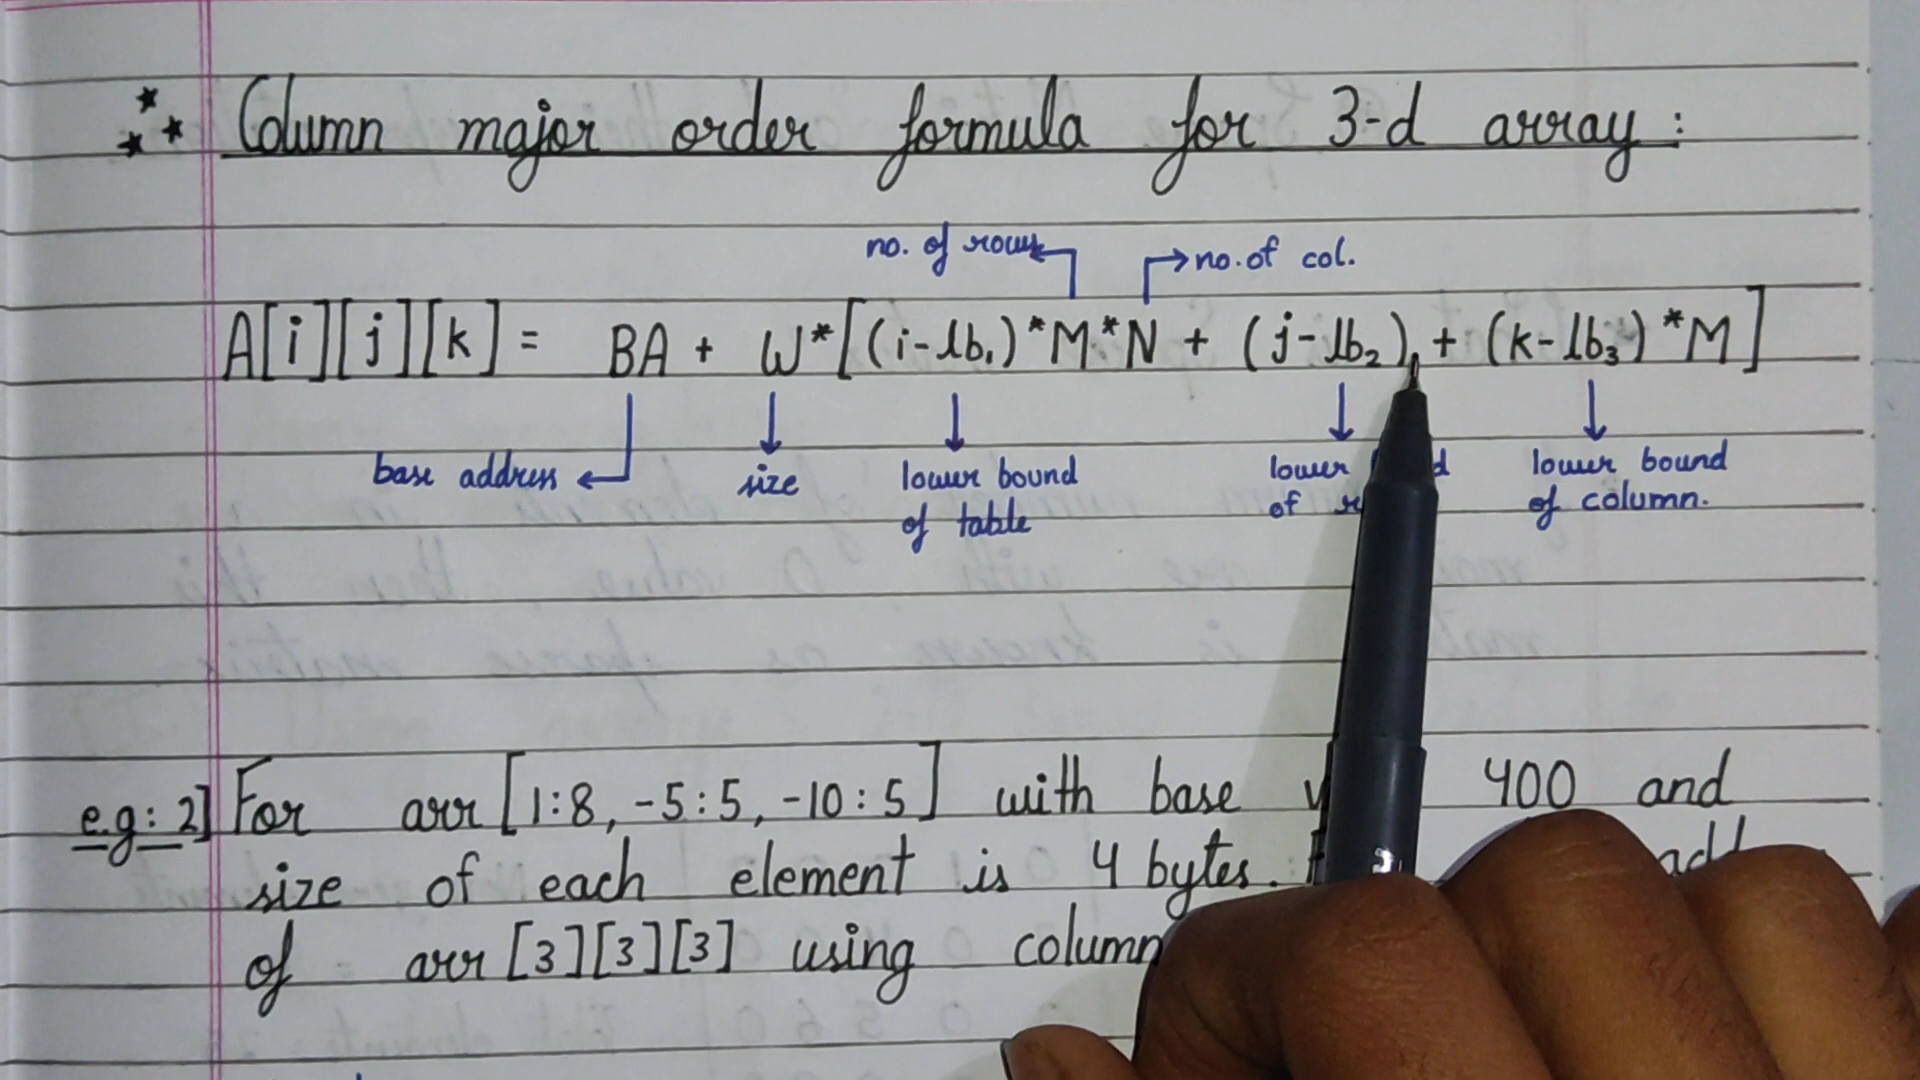 Column major order formula for 3-d array:
no. of rows no. of col.
A[i][j][k] = BA + W*[(i-lb₁)*M*N + (j-lb₂) + (k-lb₃)*M]
base address size lower bound of table lower of lower bound of column.
e.g: 2] For arr [1:8, -5:5, -10:5] with base 400 and
size of each element is 4 bytes.
of arr [3][3][3] using column